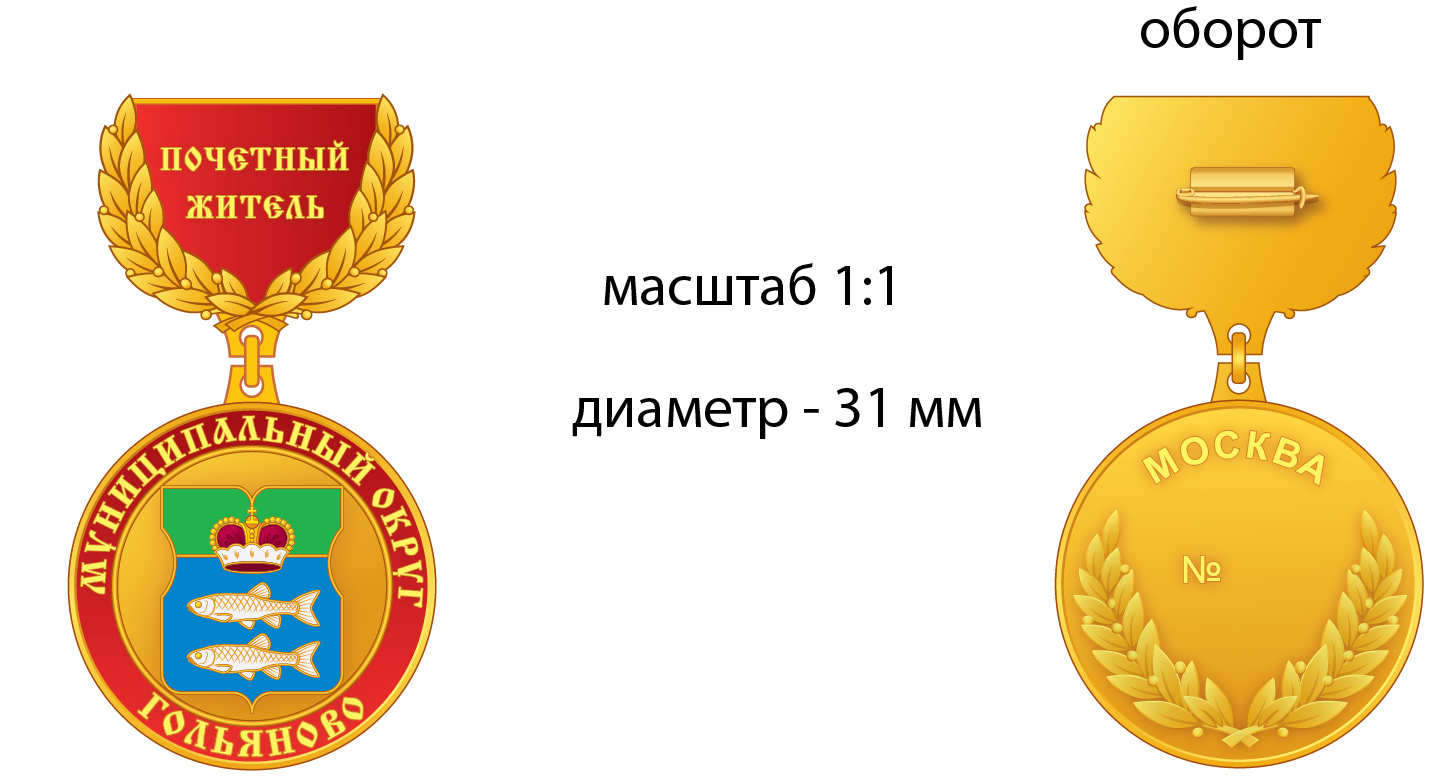 оборот
ПОЧЕТНЫЙ
ЖИТЕЛЬ
масштаб 1:1
диаметр - 31 мм
МУНИЦИПАЛЬНЫЙ ОКРУГ
ГОЛЬЯНОВО
МОСКВА
№